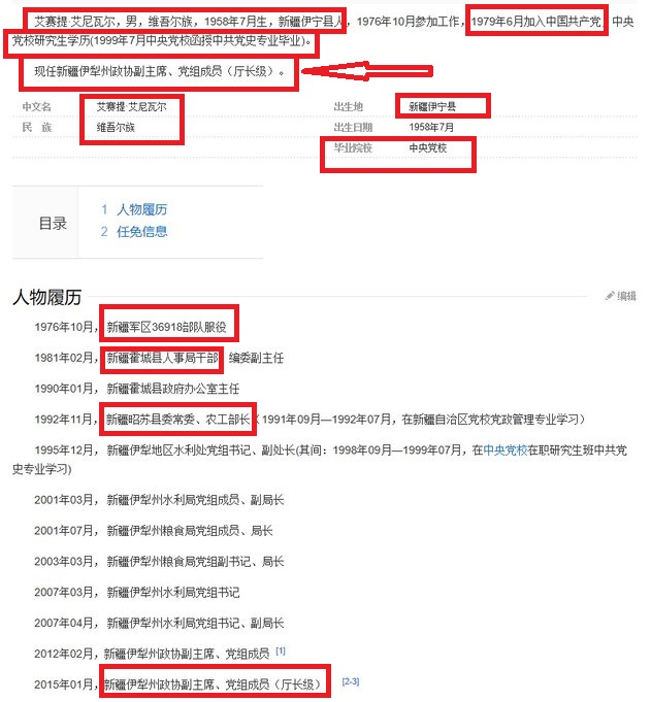 艾赛提·艾尼瓦尔，男，维吾尔族，1958年7月生，新疆伊宁县人，1976年10月参加工作，1979年6月加入中国共产党，中央
党校研究生学历(1999年7月中央党校函授中共党史专业毕业)。
现任新疆伊犁州政协副主席、党组成员（厅长级）。
中文名 艾赛提·艾尼瓦尔 出生地 新疆伊宁县
民 族 维吾尔族 出生日期 1958年7月
毕业院校 中央党校
目录
1 人物履历
2 任免信息
人物履历 编辑
1976年10月，新疆军区36918部队服役
1981年02月，新疆霍城县人事局干部、编委副主任
1990年01月，新疆霍城县政府办公室主任
1992年11月，新疆昭苏县委常委、农工部长（1991年09月—1992年07月，在新疆自治区党校党政管理专业学习）
1995年12月，新疆伊犁地区水利处党组书记、副处长(其间：1998年09月—1999年07月，在中央党校在职研究生班中共党
史专业学习)
2001年03月，新疆伊犁州水利局党组成员、副局长
2001年07月，新疆伊犁州粮食局党组成员、局长
2003年03月，新疆伊犁州粮食局党组副书记、局长
2007年03月，新疆伊犁州水利局党组书记
2007年04月，新疆伊犁州水利局党组书记、副局长
2012年02月，新疆伊犁州政协副主席、党组成员 [1]
2015年01月，新疆伊犁州政协副主席、党组成员（厅长级） [2-3]